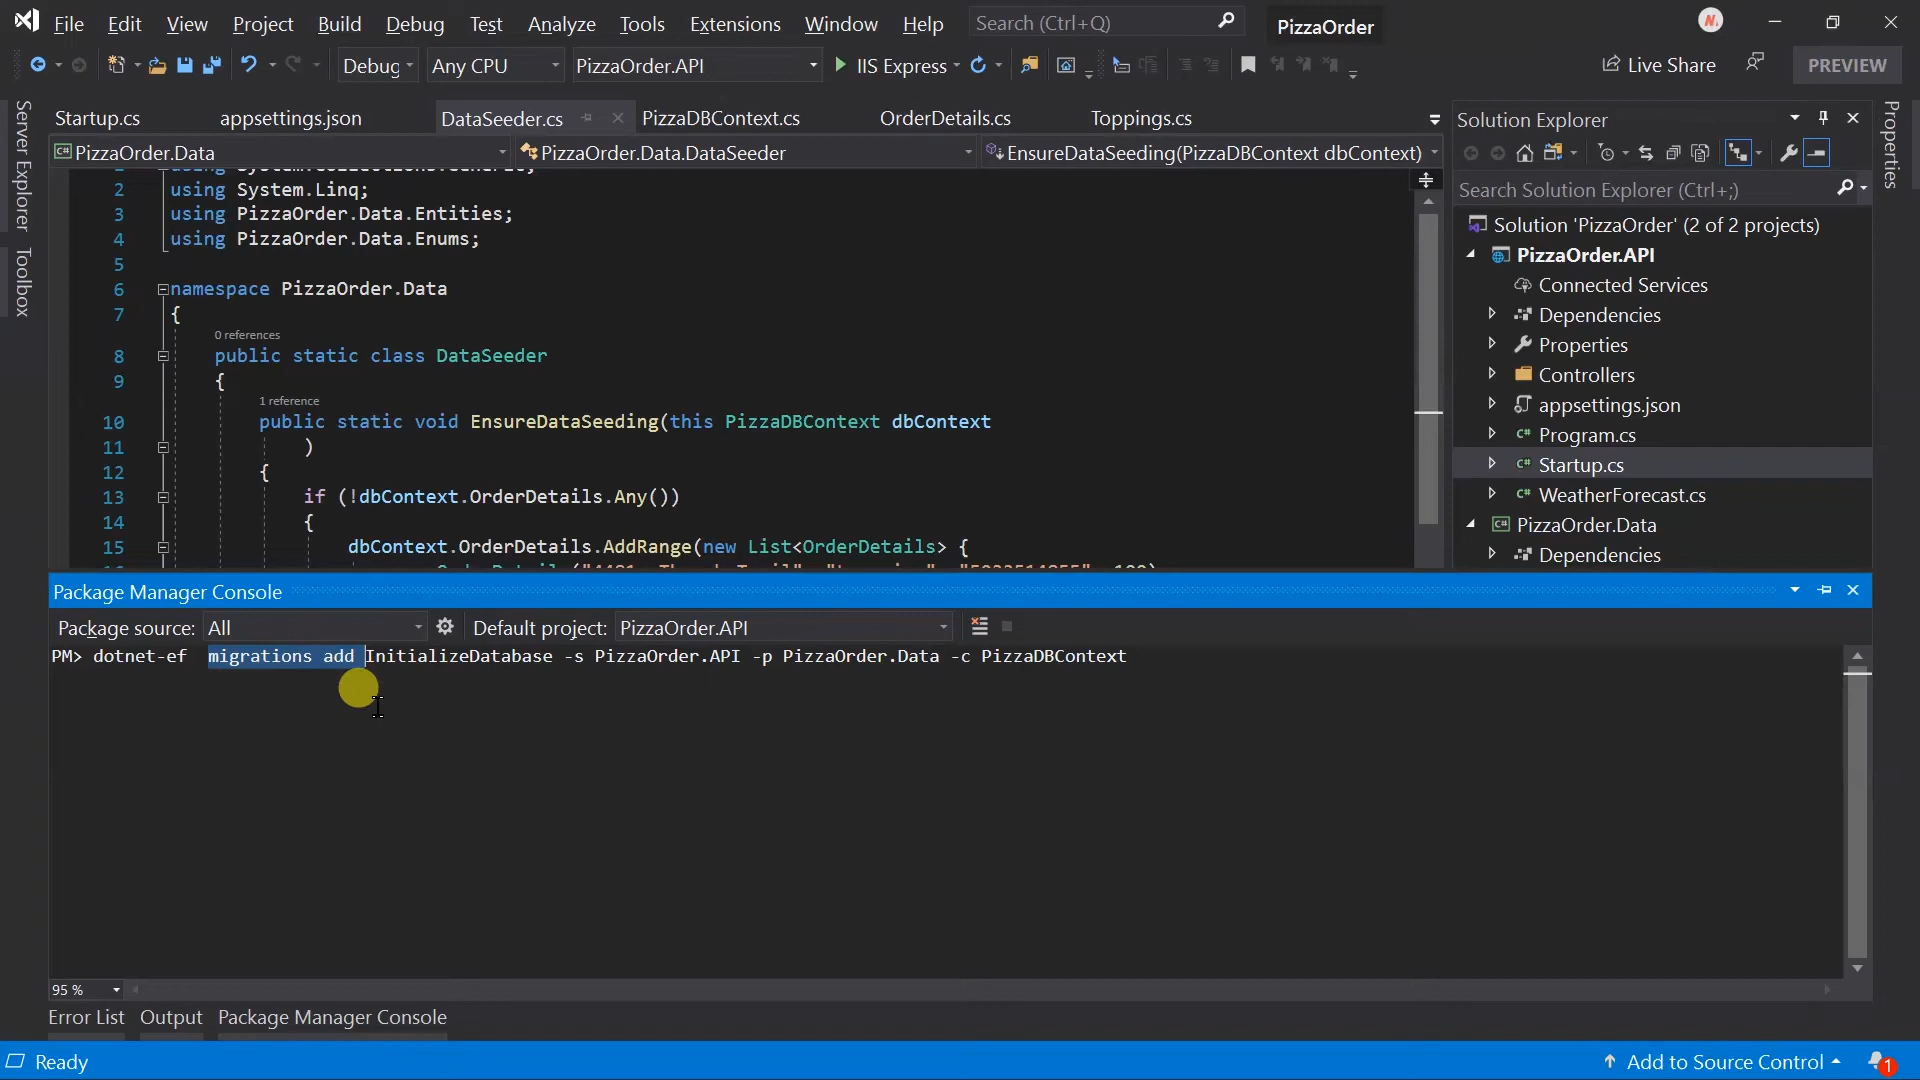 File Edit View Project Build Debug Test Analyze Tools Extensions Window Help Search (Ctrl+Q) PizzaOrder
Debug Any CPU PizzaOrder.API IIS Express Live Share PREVIEW
Server Explorer
Toolbox
Startup.cs appsettings.json DataSeeder.cs PizzaDBContext.cs OrderDetails.cs Toppings.cs
PizzaOrder.Data PizzaOrder.Data.DataSeeder EnsureDataSeeding(PizzaDBContext dbContext)
2 using System.Linq;
3 using PizzaOrder.Data.Entities;
4 using PizzaOrder.Data.Enums;
5
6 namespace PizzaOrder.Data
7 {
0 references
8 public static class DataSeeder
9 {
1 reference
10 public static void EnsureDataSeeding(this PizzaDBContext dbContext
11 )
12 {
13 if (!dbContext.OrderDetails.Any())
14 {
15 dbContext.OrderDetails.AddRange(new List<OrderDetails> {
Solution Explorer
Search Solution Explorer (Ctrl+;)
Solution 'PizzaOrder' (2 of 2 projects)
PizzaOrder.API
Connected Services
Dependencies
Properties
Controllers
appsettings.json
Program.cs
Startup.cs
WeatherForecast.cs
PizzaOrder.Data
Dependencies
Properties
Package Manager Console
Package source: All Default project: PizzaOrder.API
PM> dotnet-ef  migrations add InitializeDatabase -s PizzaOrder.API -p PizzaOrder.Data -c PizzaDBContext
95 %
Error List Output Package Manager Console
Ready Add to Source Control 1